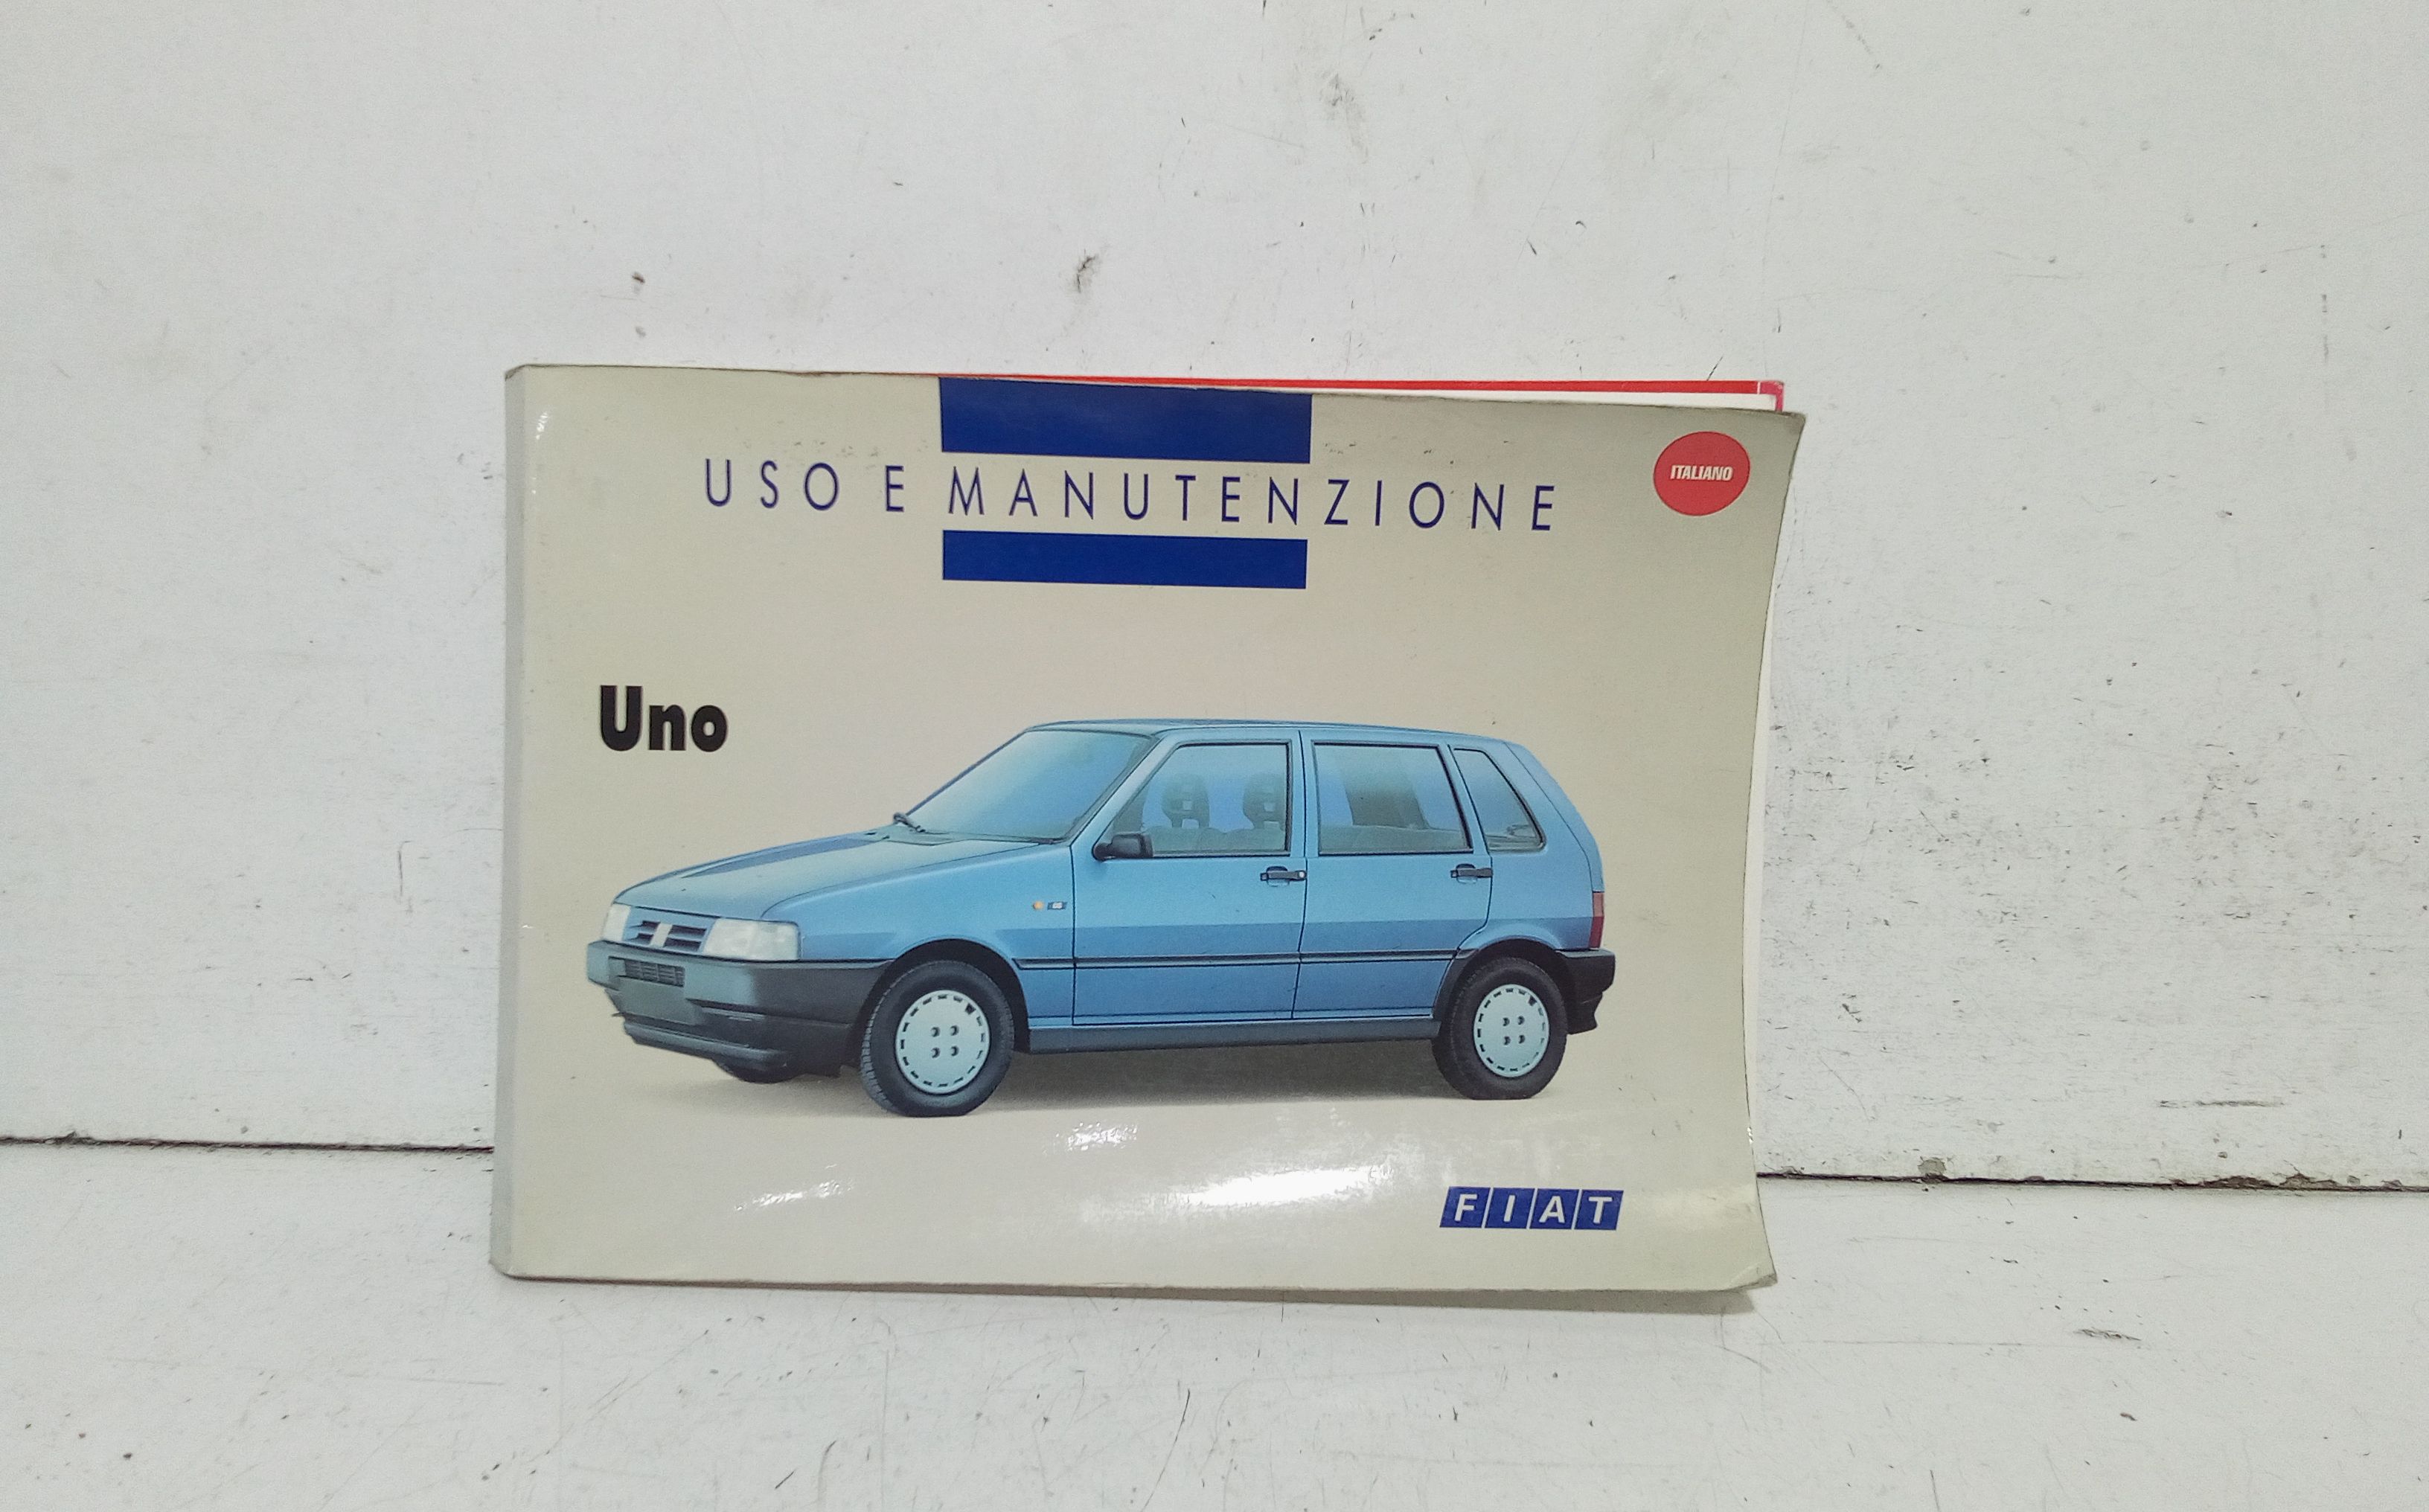 USO E MANUTENZIONE
ITALIANO
Uno
FIAT